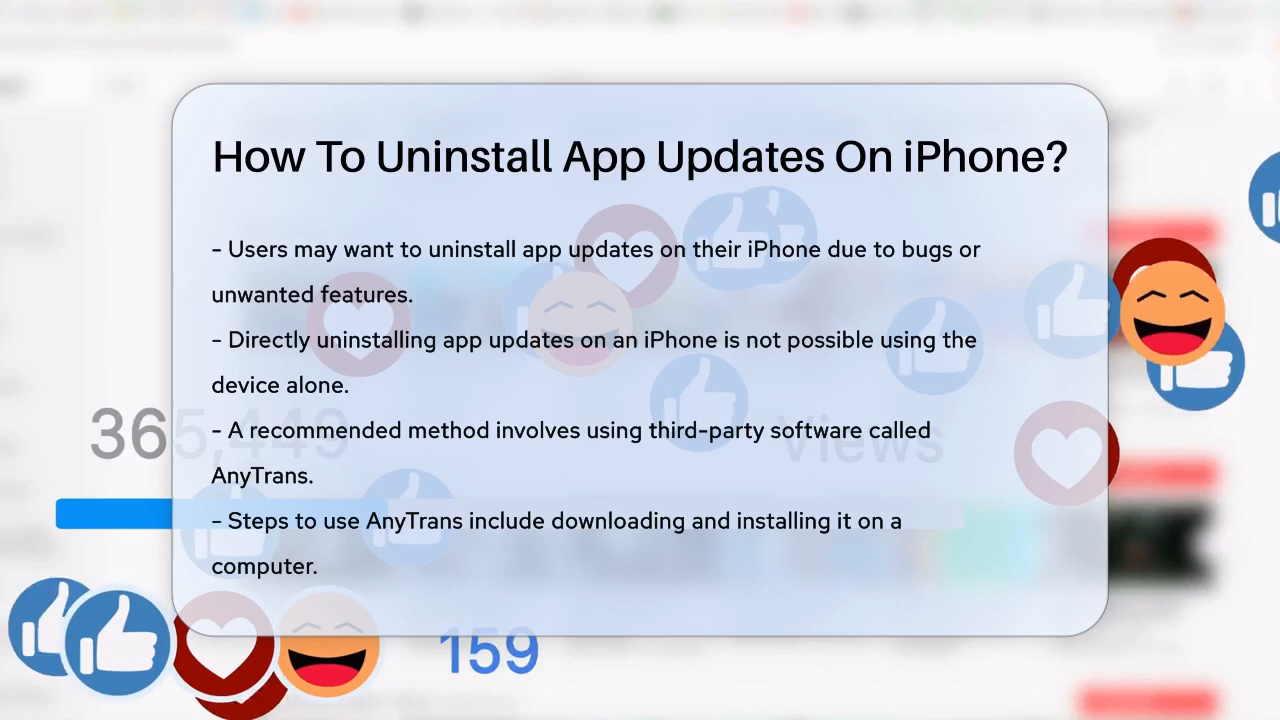 How To Uninstall App Updates On iPhone?
- Users may want to uninstall app updates on their iPhone due to bugs or
unwanted features.
- Directly uninstalling app updates on an iPhone is not possible using the
device alone.
365,449 Views
- A recommended method involves using third-party software called
AnyTrans.
- Steps to use AnyTrans include downloading and installing it on a
computer.
159